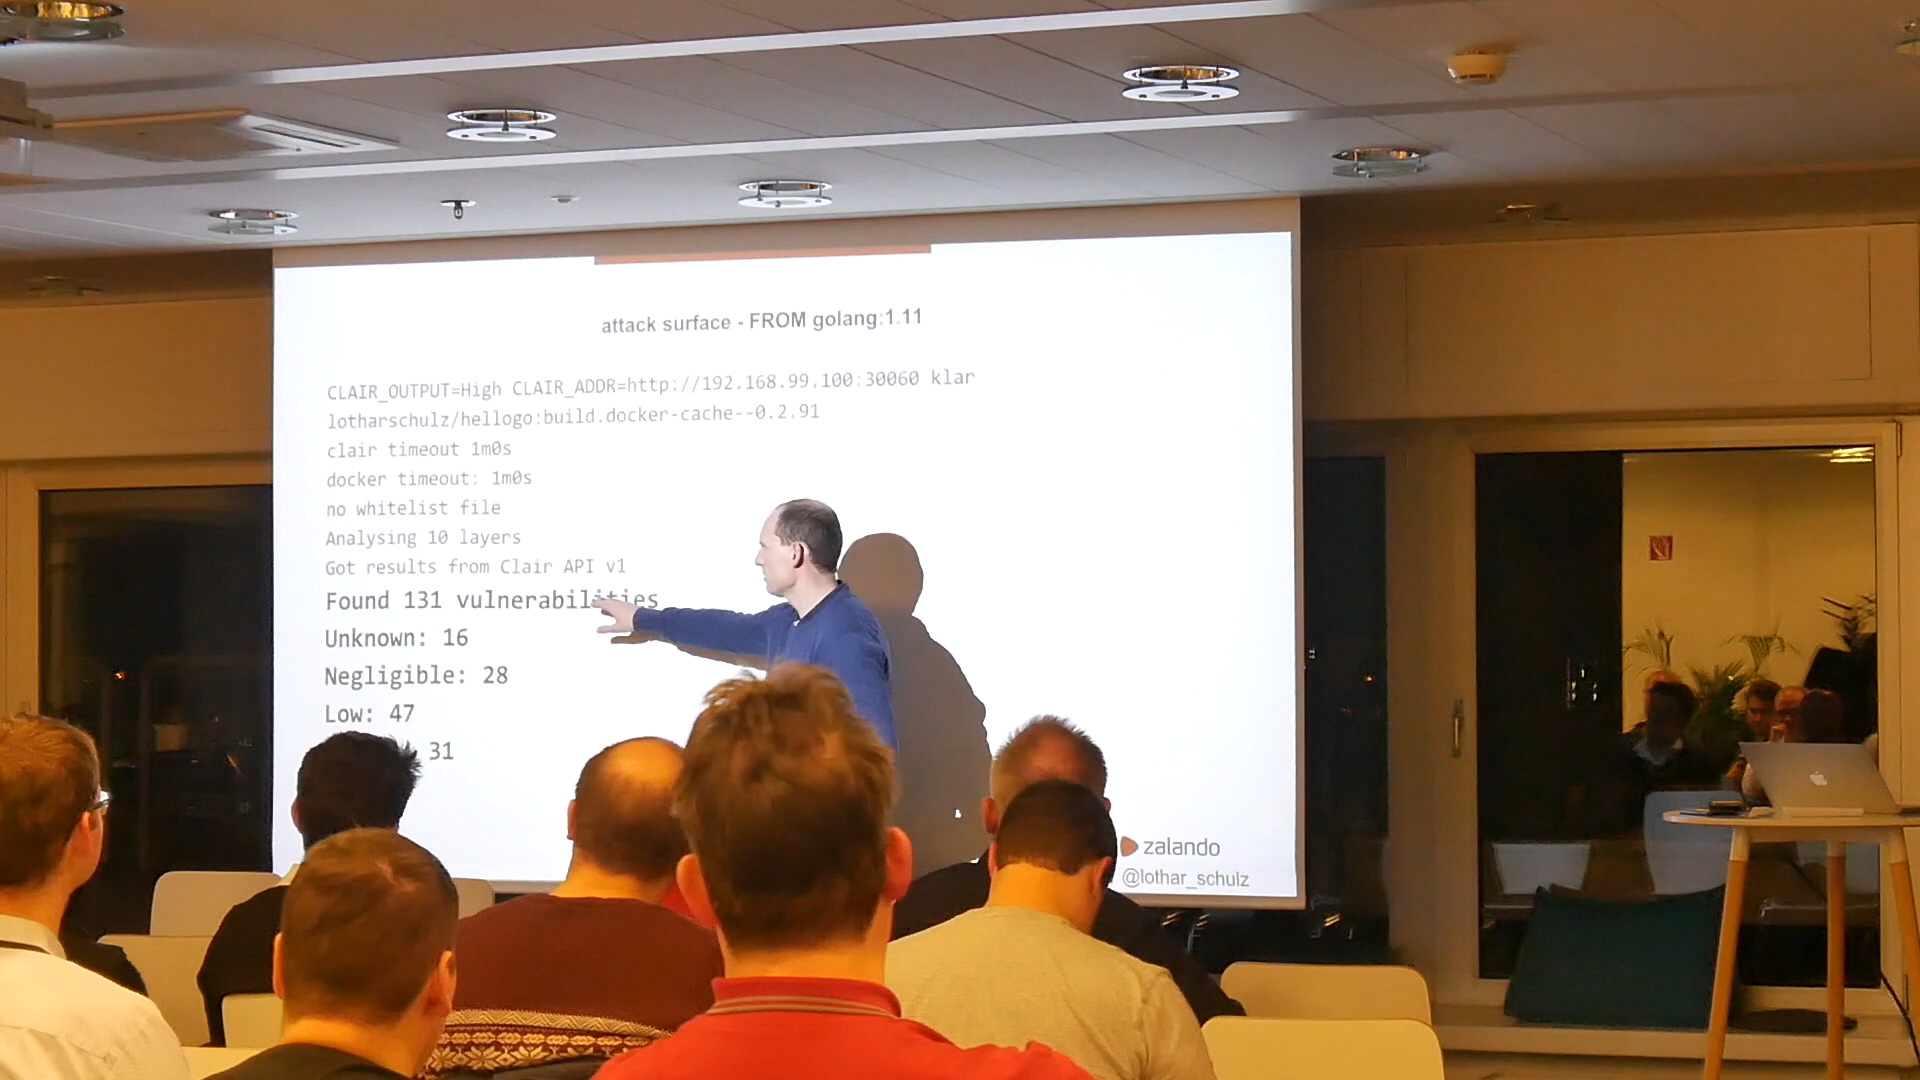 attack surface - FROM golang:1.11
CLAIR_OUTPUT=High CLAIR_ADDR=http://192.168.99.100:30060 klar
lotharschulz/hellogo:build.docker-cache--0.2.91
clair timeout 1m0s
docker timeout: 1m0s
no whitelist file
Analysing 10 layers
Got results from Clair API v1
Found 131 vulnerabilities
Unknown: 16
Negligible: 28
Low: 47
31
zalando
@lothar_schulz